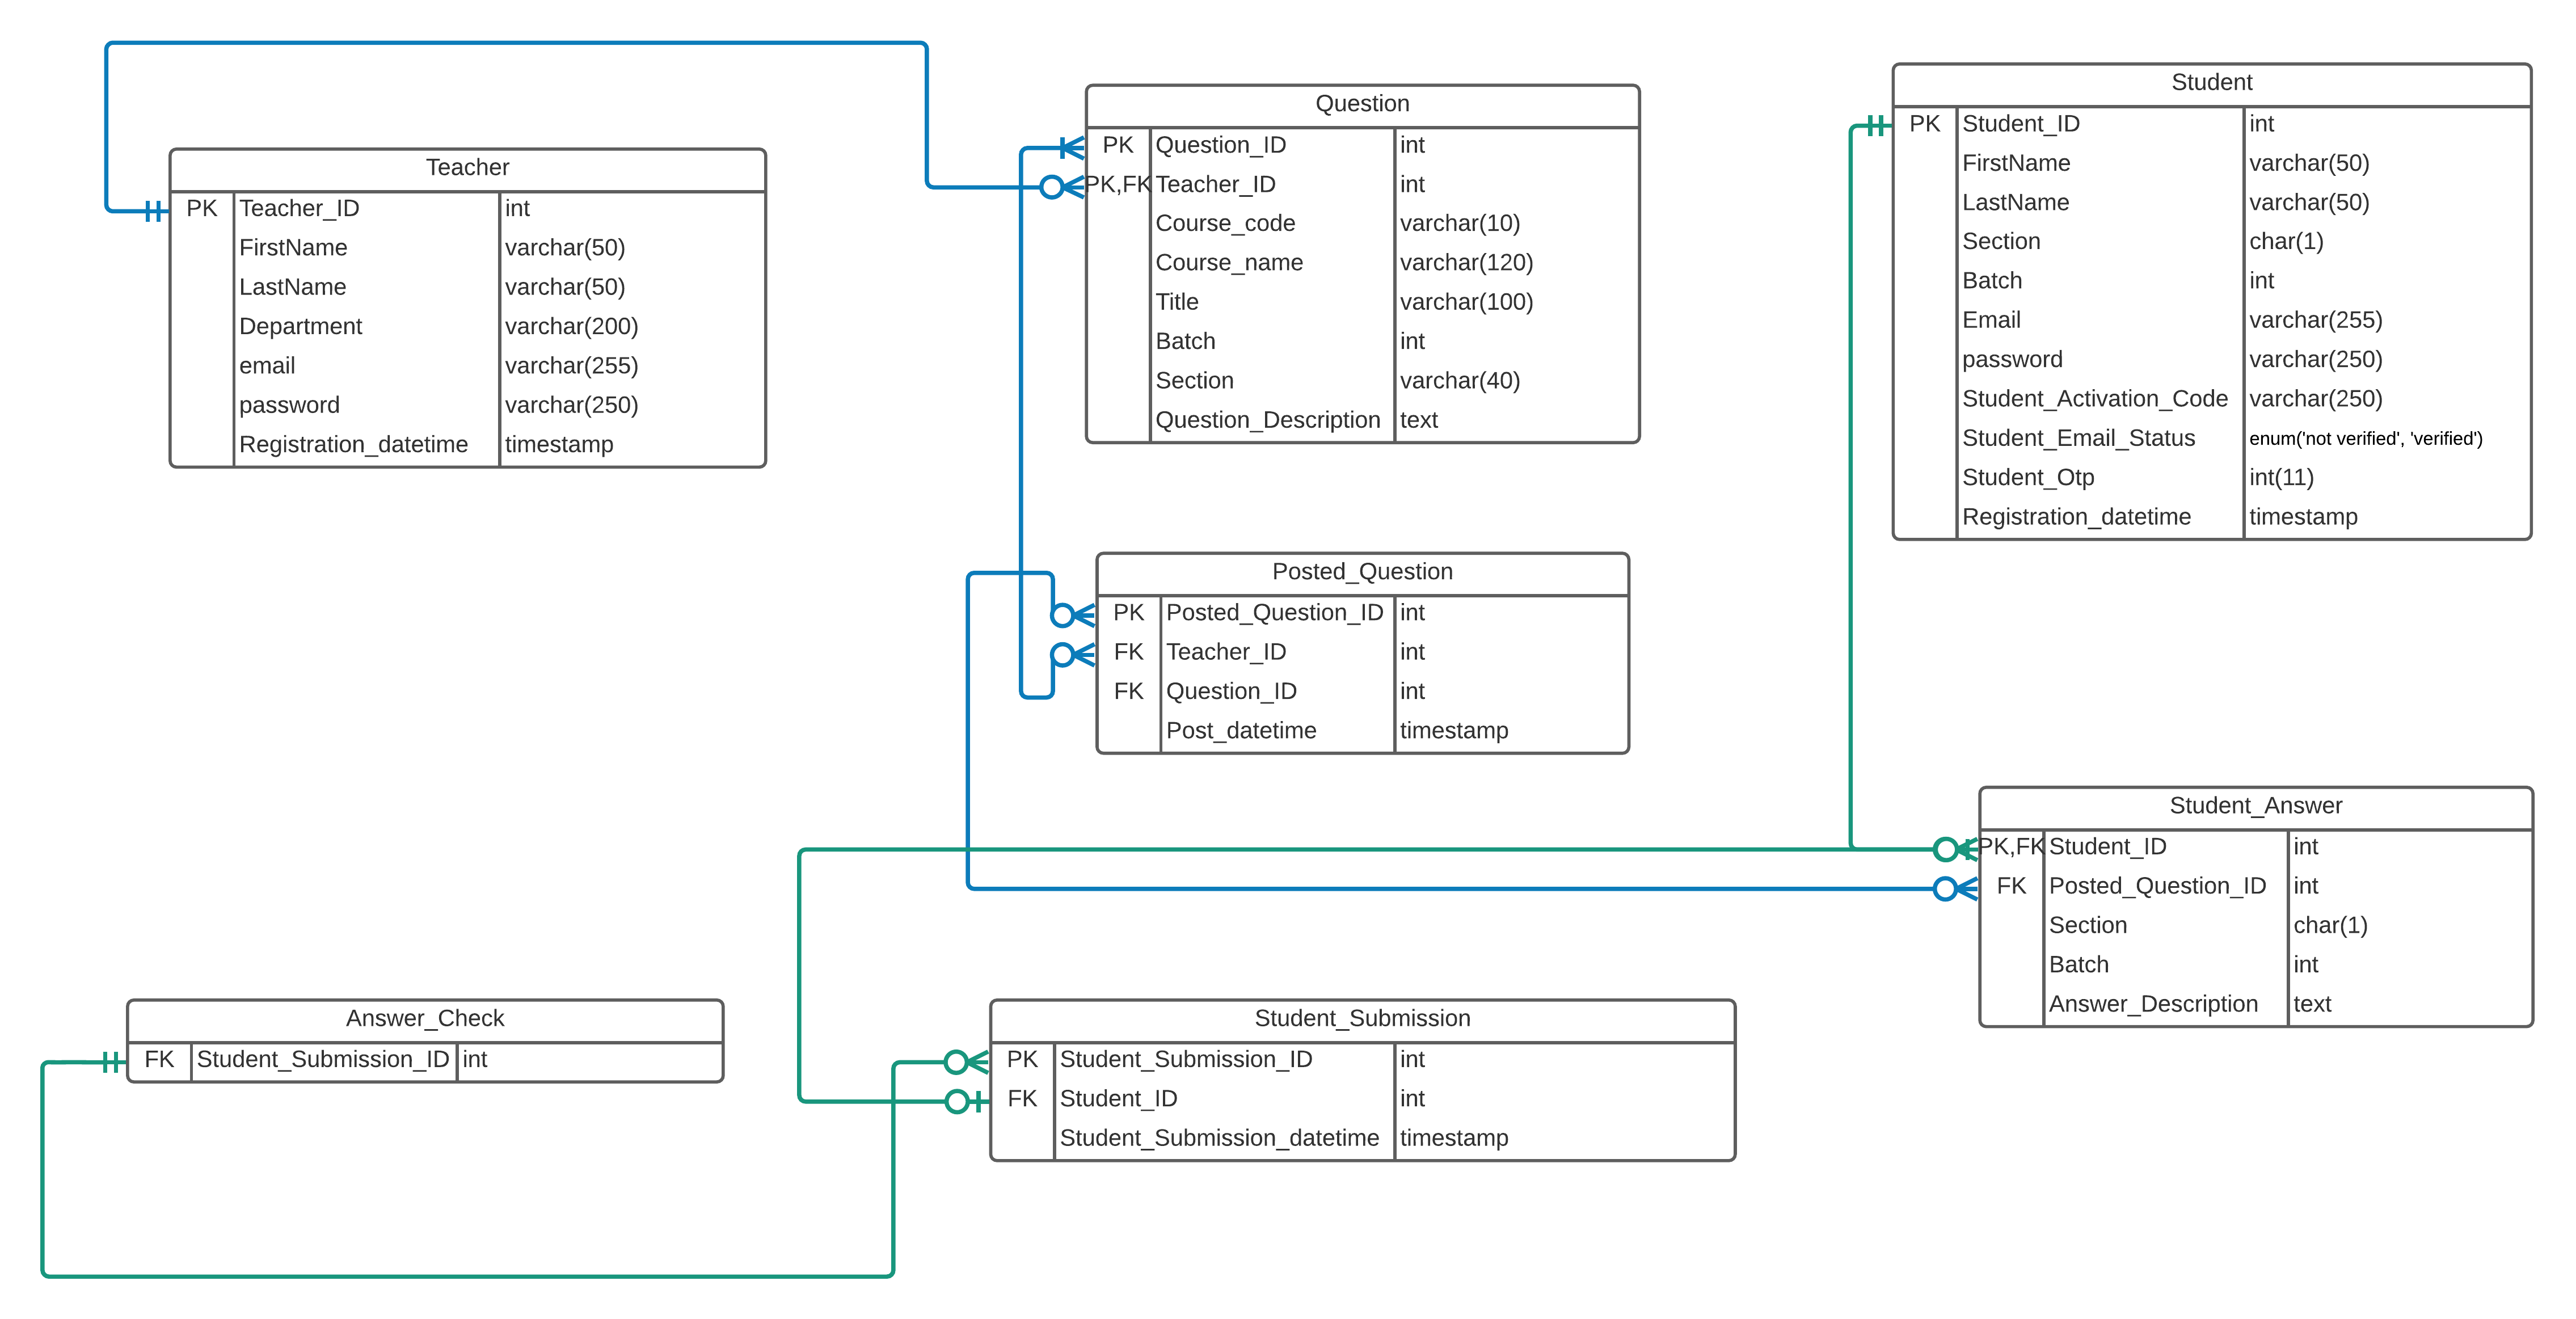 Teacher
PK Teacher_ID int
FirstName varchar(50)
LastName varchar(50)
Department varchar(200)
email varchar(255)
password varchar(250)
Registration_datetime timestamp
Question
PK Question_ID int
PK,FK Teacher_ID int
Course_code varchar(10)
Course_name varchar(120)
Title varchar(100)
Batch int
Section varchar(40)
Question_Description text
Student
PK Student_ID int
FirstName varchar(50)
LastName varchar(50)
Section char(1)
Batch int
Email varchar(255)
password varchar(250)
Student_Activation_Code varchar(250)
Student_Email_Status enum('not verified', 'verified')
Student_Otp int(11)
Registration_datetime timestamp
Posted_Question
PK Posted_Question_ID int
FK Teacher_ID int
FK Question_ID int
Post_datetime timestamp
Student_Answer
PK,FK Student_ID int
FK Posted_Question_ID int
Section char(1)
Batch int
Answer_Description text
Answer_Check
FK Student_Submission_ID int
Student_Submission
PK Student_Submission_ID int
FK Student_ID int
Student_Submission_datetime timestamp